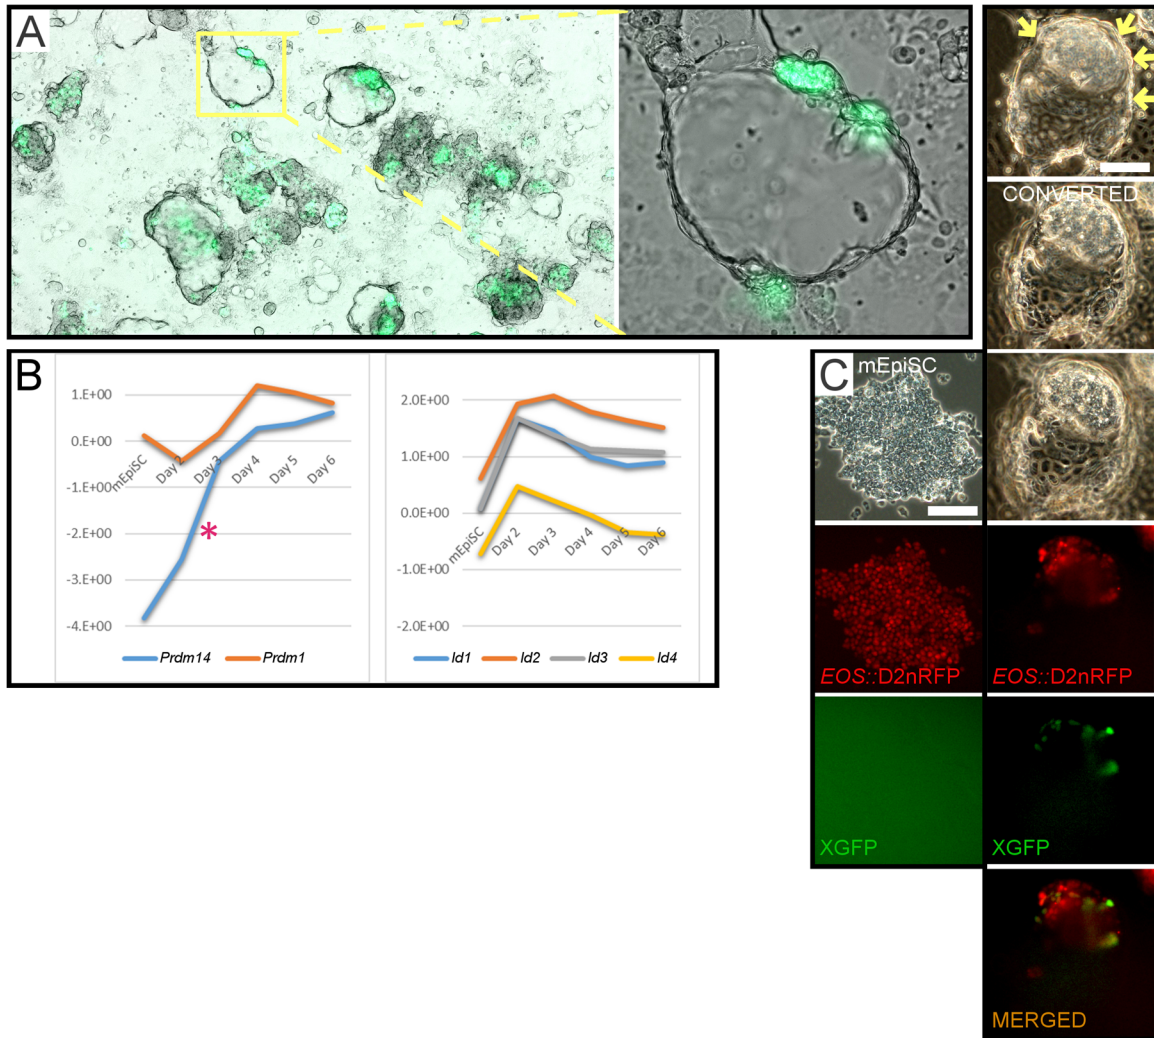 A
CONVERTED
B
1.E+00
0.E+00
-1.E+00
-2.E+00
-3.E+00
-4.E+00
mEpiSC
Day 2
Day 3
Day 4
Day 5
Day 6
*
Prdm14
Prdm1
2.0E+00
1.0E+00
0.0E+00
-1.0E+00
-2.0E+00
mEpiSC
Day 2
Day 3
Day 4
Day 5
Day 6
Id1
Id2
Id3
Id4
C
mEpiSC
EOS::D2nRFP
EOS::D2nRFP
XGFP
XGFP
MERGED